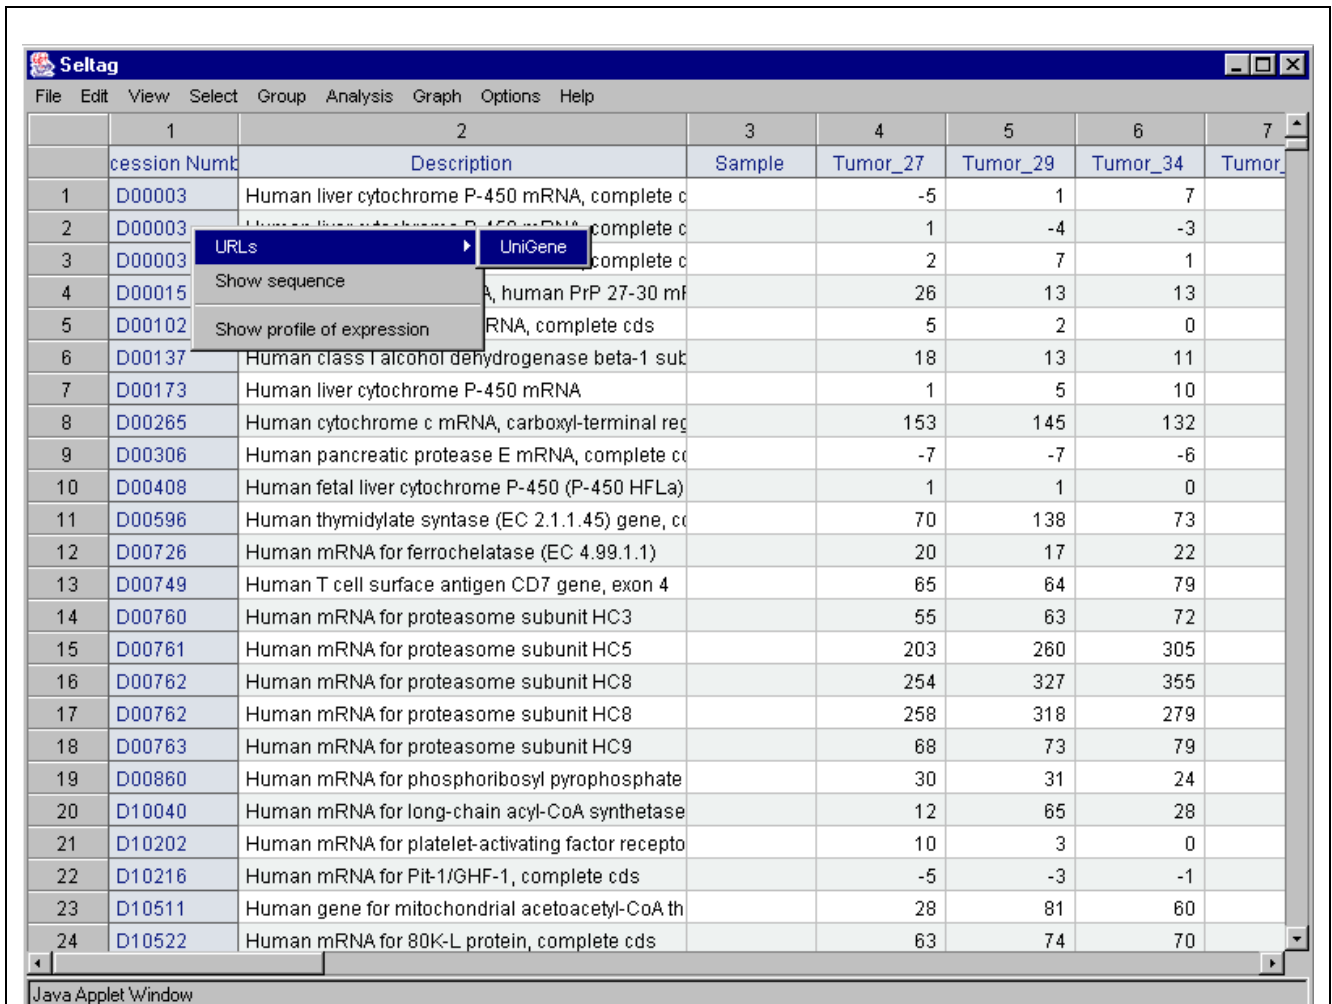 Seltag
File Edit View Select Group Analysis Graph Options Help
1 2 3 4 5 6 7
cession Numb Description Sample Tumor_27 Tumor_29 Tumor_34 Tumor_
1 D00003 Human liver cytochrome P-450 mRNA, complete c -5 1 7
2 D00003 complete c 1 -4 -3
URLs UniGene
3 D00003 complete c 2 7 1
Show sequence
4 D00015 A, human PrP 27-30 mR 26 13 13
5 D00102 RNA, complete cds 5 2 0
Show profile of expression
6 D00137 Human class I alcohol dehydrogenase beta-1 sub 18 13 11
7 D00173 Human liver cytochrome P-450 mRNA 1 5 10
8 D00265 Human cytochrome c mRNA, carboxyl-terminal reg 153 145 132
9 D00306 Human pancreatic protease E mRNA, complete co -7 -7 -6
10 D00408 Human fetal liver cytochrome P-450 (P-450 HFLa) 1 1 0
11 D00596 Human thymidylate syntase (EC 2.1.1.45) gene, co 70 138 73
12 D00726 Human mRNA for ferrochelatase (EC 4.99.1.1) 20 17 22
13 D00749 Human T cell surface antigen CD7 gene, exon 4 65 64 79
14 D00760 Human mRNA for proteasome subunit HC3 55 63 72
15 D00761 Human mRNA for proteasome subunit HC5 203 260 305
16 D00762 Human mRNA for proteasome subunit HC8 254 327 355
17 D00762 Human mRNA for proteasome subunit HC8 258 318 279
18 D00763 Human mRNA for proteasome subunit HC9 68 73 79
19 D00860 Human mRNA for phosphoribosyl pyrophosphate 30 31 24
20 D10040 Human mRNA for long-chain acyl-CoA synthetase 12 65 28
21 D10202 Human mRNA for platelet-activating factor recepto 10 3 0
22 D10216 Human mRNA for Pit-1/GHF-1, complete cds -5 -3 -1
23 D10511 Human gene for mitochondrial acetoacetyl-CoA th 28 81 60
24 D10522 Human mRNA for 80K-L protein, complete cds 63 74 70
Java Applet Window